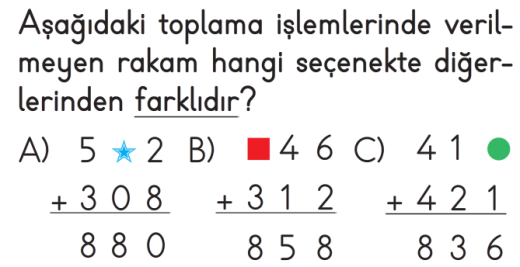 Aşağıdaki toplama işlemlerinde veril-
meyen rakam hangi seçenekte diğer-
lerinden farklıdır?
A) 5 ★ 2 B) ■ 4 6 C) 4 1 ●
+ 3 0 8 + 3 1 2 + 4 2 1
8 8 0 8 5 8 8 3 6